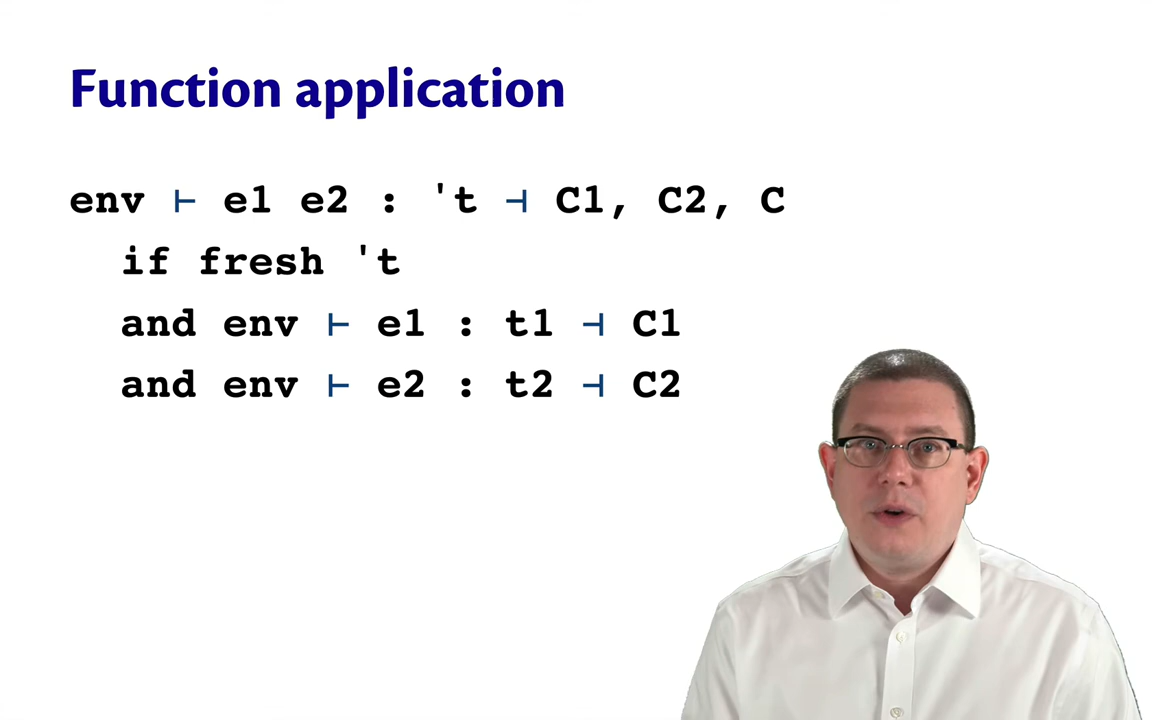 Function application
env ⊢ e1 e2 : 't ⊣ C1, C2, C
if fresh 't
and env ⊢ e1 : t1 ⊣ C1
and env ⊢ e2 : t2 ⊣ C2